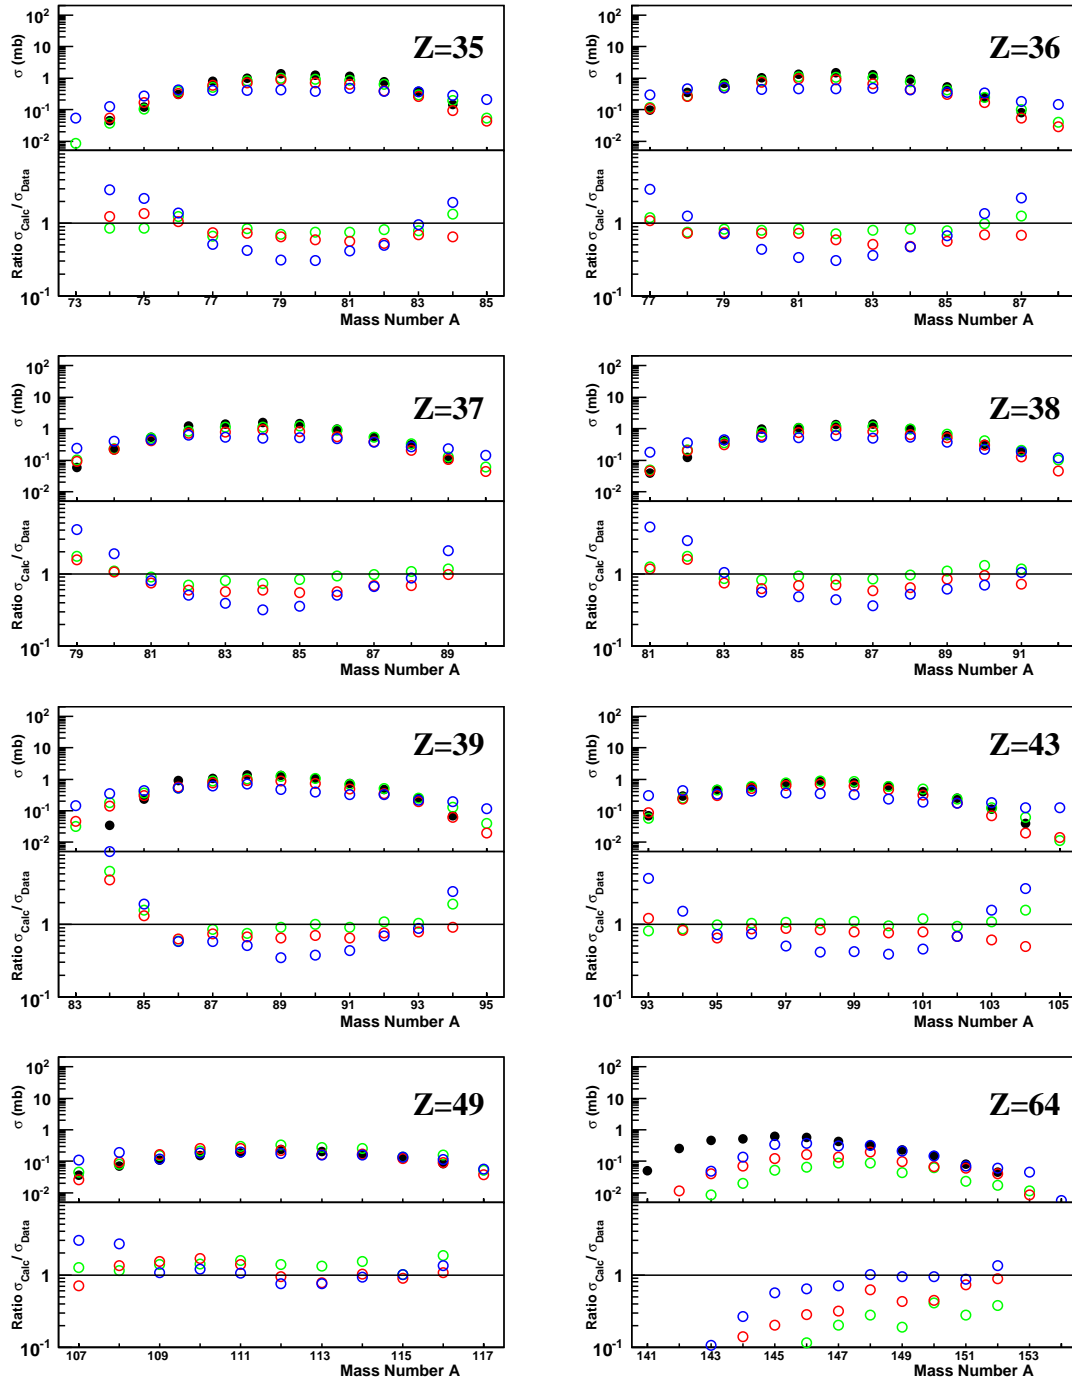 σ (mb)
10²
10
1
10⁻¹
10⁻²
Z=35
Ratio σCalc/σData
1
10⁻¹
73 75 77 79 81 83 85
Mass Number A
σ (mb)
10²
10
1
10⁻¹
10⁻²
Z=36
Ratio σCalc/σData
1
10⁻¹
77 79 81 83 85 87
Mass Number A
σ (mb)
10²
10
1
10⁻¹
10⁻²
Z=37
Ratio σCalc/σData
1
10⁻¹
79 81 83 85 87 89
Mass Number A
σ (mb)
10²
10
1
10⁻¹
10⁻²
Z=38
Ratio σCalc/σData
1
10⁻¹
81 83 85 87 89 91
Mass Number A
σ (mb)
10²
10
1
10⁻¹
10⁻²
Z=39
Ratio σCalc/σData
1
10⁻¹
83 85 87 89 91 93 95
Mass Number A
σ (mb)
10²
10
1
10⁻¹
10⁻²
Z=43
Ratio σCalc/σData
1
10⁻¹
93 95 97 99 101 103 105
Mass Number A
σ (mb)
10²
10
1
10⁻¹
10⁻²
Z=49
Ratio σCalc/σData
1
10⁻¹
107 109 111 113 115 117
Mass Number A
σ (mb)
10²
10
1
10⁻¹
10⁻²
Z=64
Ratio σCalc/σData
1
10⁻¹
141 143 145 147 149 151 153
Mass Number A